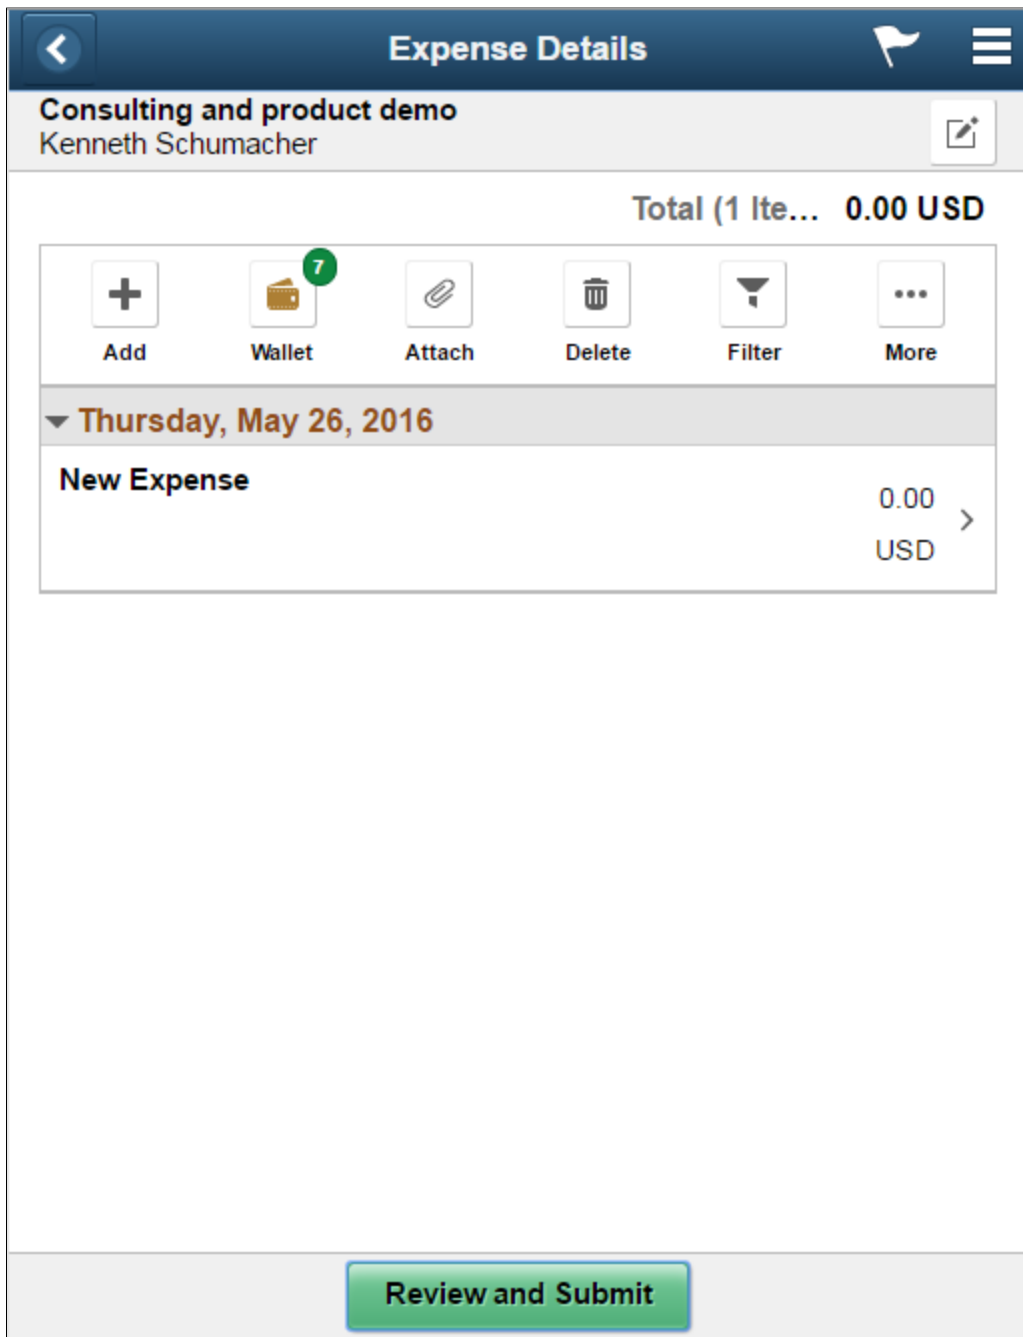 Expense Details
Consulting and product demo
Kenneth Schumacher
Total (1 Ite... 0.00 USD
7
Add Wallet Attach Delete Filter More
Thursday, May 26, 2016
New Expense
0.00
USD
Review and Submit